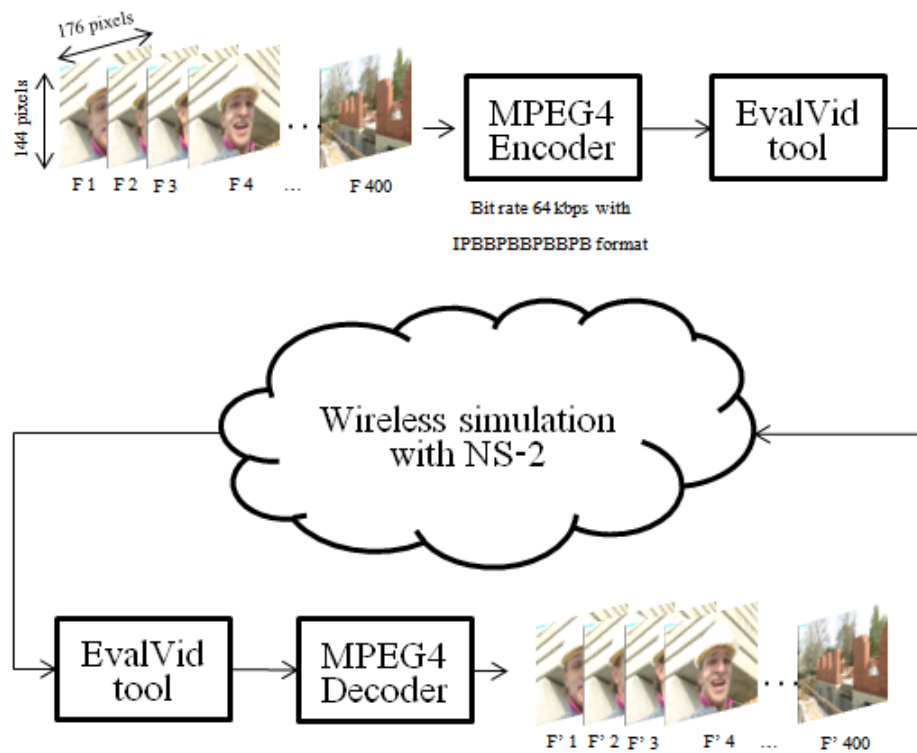 176 pixels
144 pixels
F 1 F 2 F 3 F 4 ... F 400
MPEG4
Encoder
EvalVid
tool
Bit rate 64 kbps with
IPBBPBBPBBPB format
Wireless simulation
with NS-2
EvalVid
tool
MPEG4
Decoder
F' 1 F' 2 F' 3 F' 4 ... F' 400